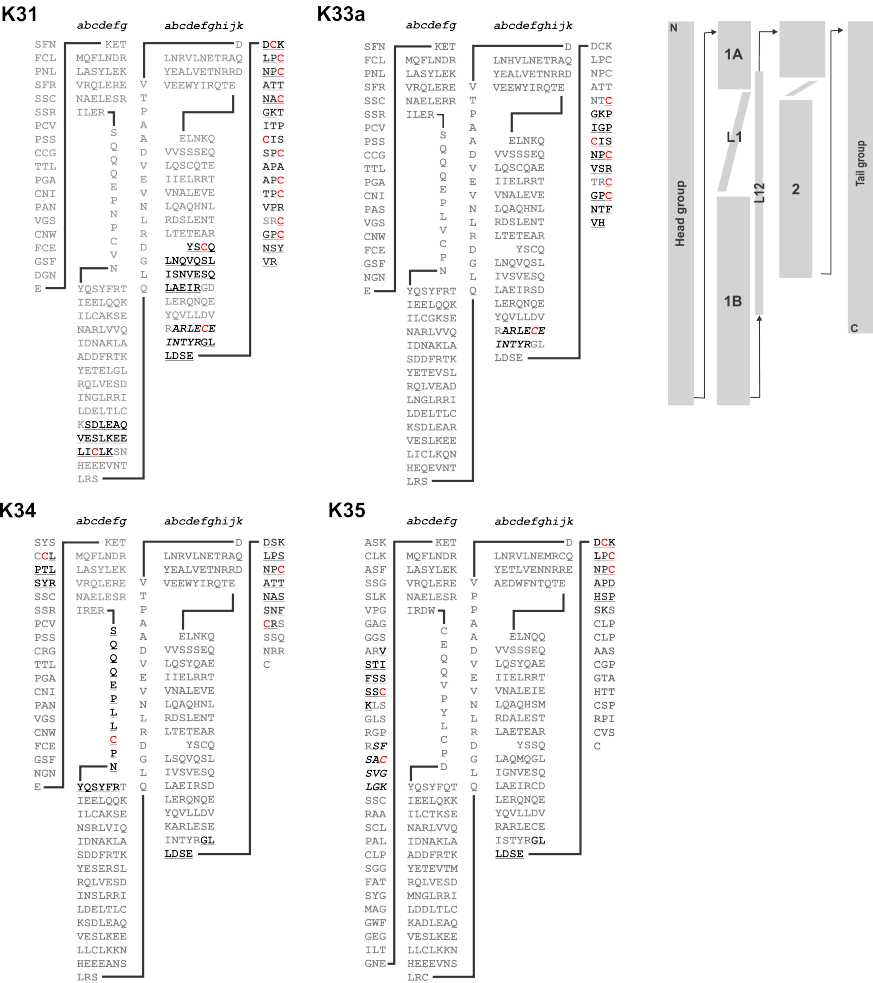 K31
abcdefg
abcdefghijk
SFN
FCL
PNL
SFR
SSC
SSR
PCV
PSS
CCG
TTL
PGA
CNI
PAN
VGS
CNW
FCE
GSF
DGN
E
KET
MQFLNDR
LASYLEK
VRQLERE
NAELESR
ILER
S
Q
Q
Q
E
P
N
P
C
V
N
YQSYFRT
IEELQQK
ILCAKSE
NARLVVQ
IDNAKLA
ADDFRTK
YETELGL
RQLVESD
INGLRRI
LDELTLC
KSDLEAQ
VESLKEE
LICLKSN
HEEEVNT
LRS
V
T
P
A
A
D
V
E
N
L
R
D
G
L
Q
D
LNRVLNETRAQ
YEALVETNRRD
VEEWYIRQTE
ELNKQ
VVSSSEQ
LQSCQTE
IIELRRT
VNALEVE
LQAQHNL
RDSLENT
LTETEAR
YSCQ
LNQVQSL
ISNVESQ
LAEIRGD
LERQNQE
YQVLLDV
RARLECE
INTYRGL
LDSE
DCK
LPC
NPC
ATT
NAC
GKT
ITP
CIS
SPC
APA
APC
TPC
VPR
SRC
GPC
NSY
VR
K33a
abcdefg
abcdefghijk
SFN
FCL
PNL
SFR
SSC
SSR
PCV
PSS
CCG
TTL
PGA
CNI
PAS
VGS
CNW
FCE
GSF
NGN
E
KET
MQFLNDR
LASYLEK
VRQLERE
NAELERR
ILER
S
Q
Q
Q
E
P
L
V
C
P
N
YQSYFRT
IEELQQK
ILCGKSE
NARLVVQ
IDNAKLA
ADDFRTK
YETEVSL
RQLVEAD
LNGLRRI
LDELTLC
KSDLEAQ
VESLKEE
LICLKQN
HEQEVNT
LRS
V
T
P
A
A
D
V
E
N
L
R
D
G
L
Q
D
LNHVLNETRAQ
YEALVETNRRD
VEEWYIRQTE
ELNKQ
VVSSSEQ
LQSCQTE
IIELRRT
VNALEVE
LQAQHNL
RDSLENT
LTETEAR
YSCQ
LNQVQSL
IVSVESQ
LAEIRSD
LERQNQE
YQVLLDV
RARLECE
INTYRGL
LDSE
DCK
LPC
NPC
ATT
NTC
GKP
IGP
CIS
NPC
VSR
TRC
GPC
NTF
VH
K34
abcdefg
abcdefghijk
SYS
CCL
PTL
SYR
SSC
SSR
PCV
PSS
CRG
TTL
PGA
CNI
PAN
VGS
CNW
FCE
GSF
NGN
E
KET
MQFLNDR
LASYLEK
VRQLERE
NAELESR
IRER
S
Q
Q
Q
E
P
L
L
C
P
N
YQSYFRT
IEELQQK
ILCAKSE
NSRLVIQ
IDNAKLA
SDDFRTK
YESERSL
RQLVESD
INSLRRI
LDELTLC
KSDLEAQ
VESLKEE
LLCLKKN
HEEEANS
LRS
V
T
P
A
A
D
V
E
N
L
R
D
G
L
Q
D
LNRVLNETRAQ
YEALVETNRRD
VEEWYIRQTE
ELNKQ
VVSSSEQ
LQSYQAE
IIELRRT
VNALEVE
LQAQHNL
RDSLENT
LTETEAR
YSCQ
LSQVQSL
IVSVESQ
LAEIRSD
LERQNQE
YQVLLDV
KARLESE
INTYRGL
LDSE
DSK
LPS
NPC
ATT
NAS
SNF
CRS
SSQ
NRR
C
K35
abcdefg
abcdefghijk
ASK
CLK
ASF
SSG
SLK
VPG
GAG
GGS
ARV
STI
FSS
SSC
KLS
GLS
RGP
RSF
SAC
SVG
LGK
SSC
RAA
SCL
PAL
CLP
SGG
FAT
SYG
MAG
GWF
GEG
ILT
GNE
KET
MQFLNDR
LASYLEK
VRQLERE
NAELESR
IRDW
C
E
Q
Q
V
P
Y
L
C
P
D
YQSYFQT
IEELQQK
ILCTKSE
NARLVVQ
IDNAKLA
ADDFRTK
YETEVTM
RQLVESD
MNGLRRI
LDDLTLC
KADLEAQ
VESLKEE
LLCLKKN
HEEEVNS
LRC
V
P
P
A
A
D
V
E
N
L
R
D
G
L
Q
D
LNRVLNEMRCQ
YETLVENNRRE
AEDWFNTQTE
ELNQQ
VVSSSEQ
LQSYQAE
IIELRRT
VNALEIE
LQAQHSM
RDSLENT
LAETEAR
YSSQ
LAQMQGL
IGNVESQ
LAEIRCD
LERQNQE
YQVLLDV
RARLECE
ISTYRGL
LDSE
DCK
LPC
NPC
APD
HSP
SKS
CLP
AAS
CGP
GTA
HTT
CSP
RPI
CVS
C
N
Head group
1A
L1
1B
L12
2
Tail group
C